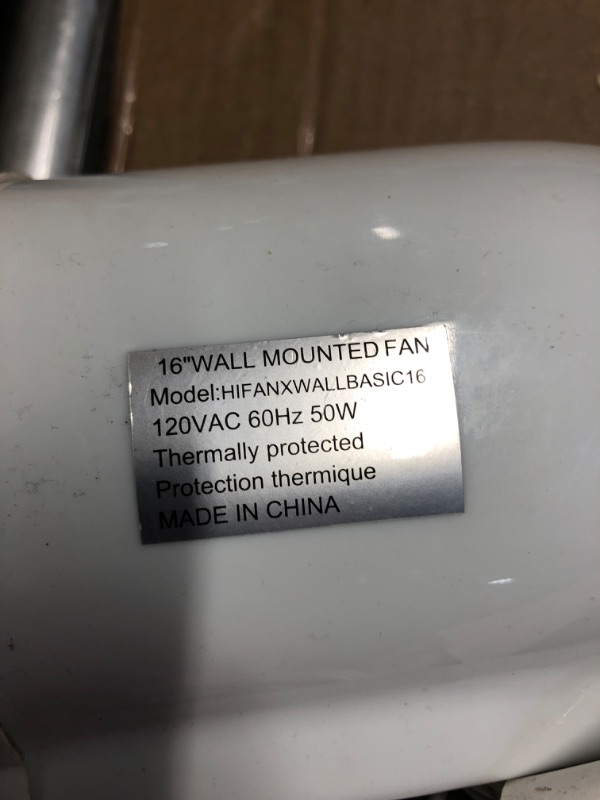 16"WALL MOUNTED FAN
Model:HIFANXWALLBASIC16
120VAC 60Hz 50W
Thermally protected
Protection thermique
MADE IN CHINA